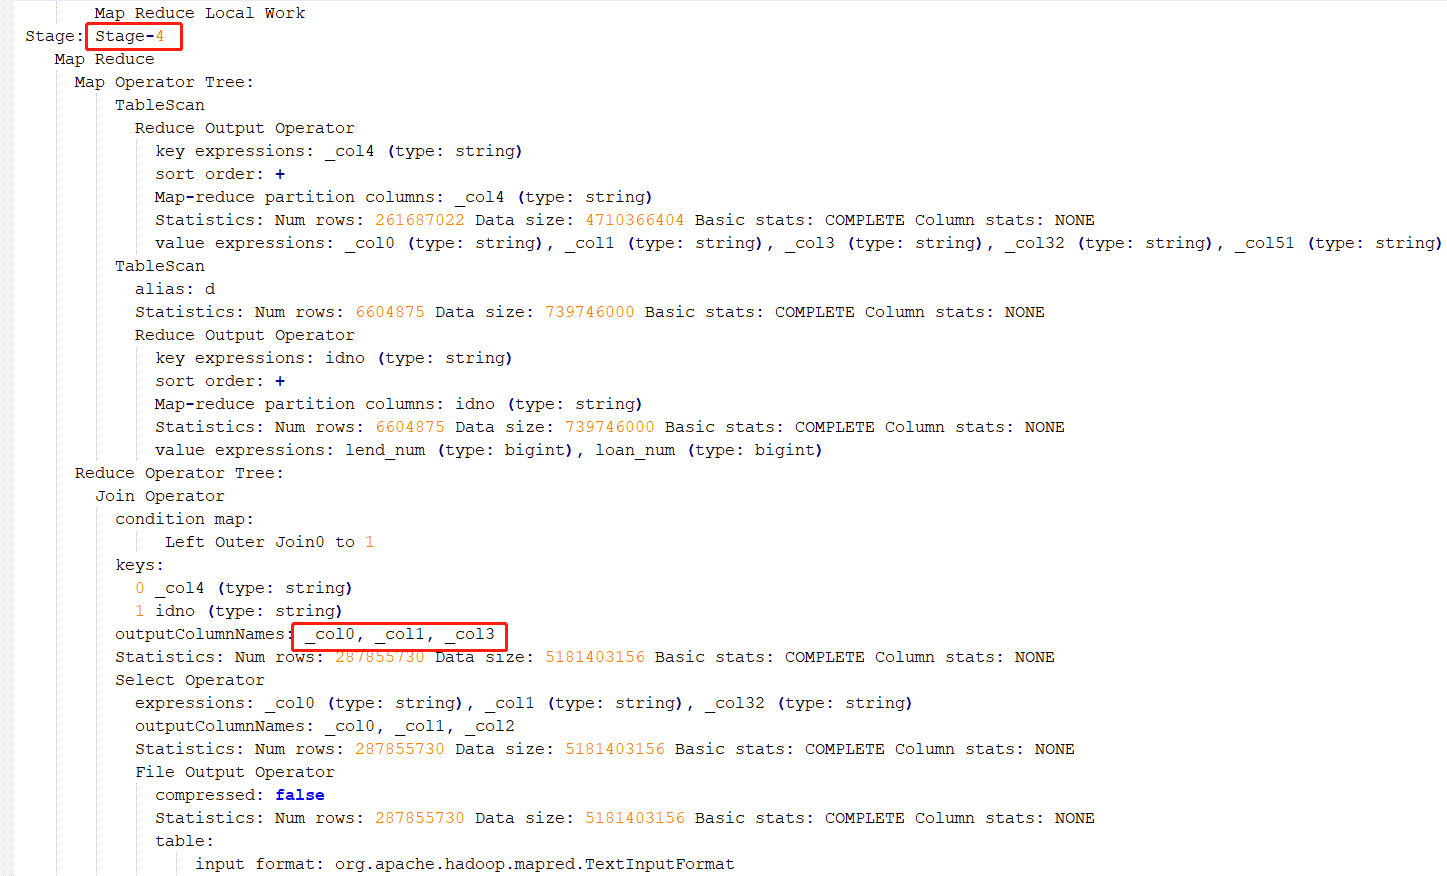 Map Reduce Local Work
Stage: Stage-4
Map Reduce
Map Operator Tree:
TableScan
Reduce Output Operator
key expressions: _col4 (type: string)
sort order: +
Map-reduce partition columns: _col4 (type: string)
Statistics: Num rows: 261687022 Data size: 4710366404 Basic stats: COMPLETE Column stats: NONE
value expressions: _col0 (type: string), _col1 (type: string), _col3 (type: string), _col32 (type: string), _col51 (type: string)
TableScan
alias: d
Statistics: Num rows: 6604875 Data size: 739746000 Basic stats: COMPLETE Column stats: NONE
Reduce Output Operator
key expressions: idno (type: string)
sort order: +
Map-reduce partition columns: idno (type: string)
Statistics: Num rows: 6604875 Data size: 739746000 Basic stats: COMPLETE Column stats: NONE
value expressions: lend_num (type: bigint), loan_num (type: bigint)
Reduce Operator Tree:
Join Operator
condition map:
Left Outer Join0 to 1
keys:
0 _col4 (type: string)
1 idno (type: string)
outputColumnNames: _col0, _col1, _col3
Statistics: Num rows: 287855730 Data size: 5181403156 Basic stats: COMPLETE Column stats: NONE
Select Operator
expressions: _col0 (type: string), _col1 (type: string), _col32 (type: string)
outputColumnNames: _col0, _col1, _col2
Statistics: Num rows: 287855730 Data size: 5181403156 Basic stats: COMPLETE Column stats: NONE
File Output Operator
compressed: false
Statistics: Num rows: 287855730 Data size: 5181403156 Basic stats: COMPLETE Column stats: NONE
table:
input format: org.apache.hadoop.mapred.TextInputFormat